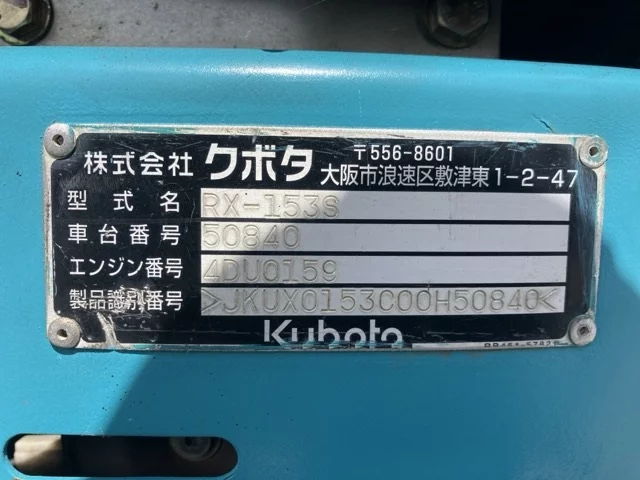 株式会社 クボタ 〒556-8601
大阪市浪速区敷津東1-2-47
型式名 RX-153S
車台番号 50840
エンジン番号 4DU0159
製品識別番号 >JKUX0153C00H50840<
Kubota